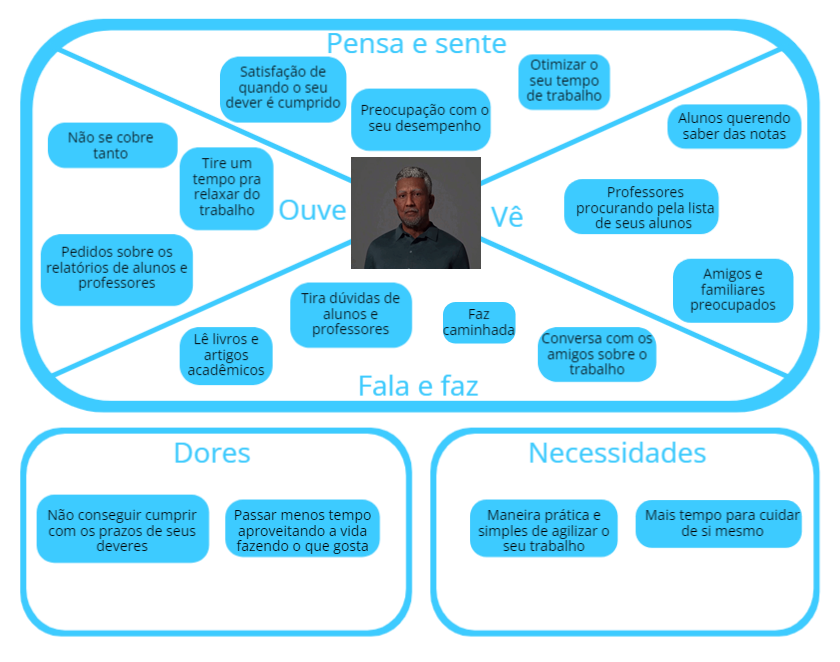 Pensa e sente
Satisfação de
quando o seu
dever é cumprido
Preocupação com o
seu desempenho
Otimizar o
seu tempo
de trabalho
Ouve
Não se cobre
tanto
Tire um
tempo pra
relaxar do
trabalho
Pedidos sobre os
relatórios de alunos e
professores
Vê
Alunos querendo
saber das notas
Professores
procurando pela lista
de seus alunos
Amigos e
familiares
preocupados
Lê livros e
artigos
acadêmicos
Tira dúvidas de
alunos e
professores
Faz
caminhada
Conversa com os
amigos sobre o
trabalho
Fala e faz
Dores
Não conseguir cumprir
com os prazos de seus
deveres
Passar menos tempo
aproveitando a vida
fazendo o que gosta
Necessidades
Maneira prática e
simples de agilizar o
seu trabalho
Mais tempo para cuidar
de si mesmo